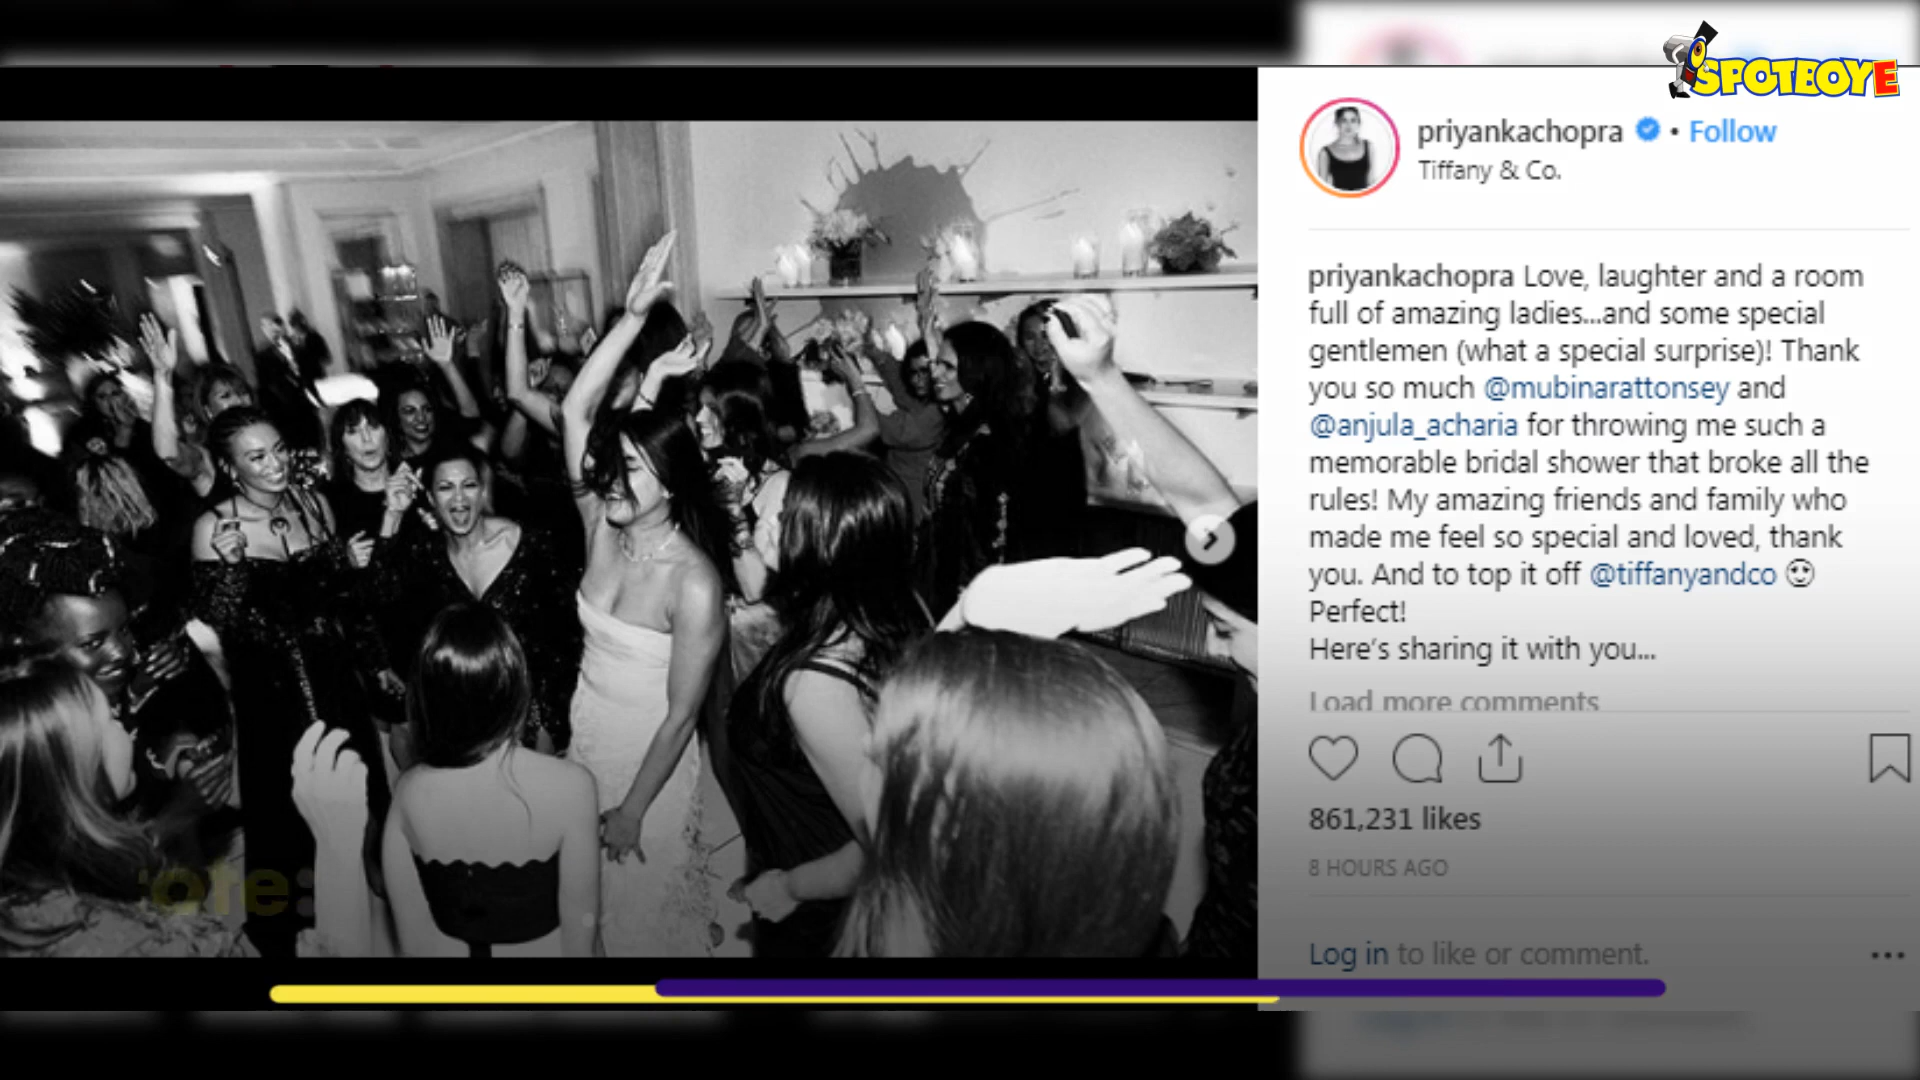 SPOTBOYE
priyankachopra • Follow
Tiffany & Co.
priyankachopra Love, laughter and a room
full of amazing ladies...and some special
gentlemen (what a special surprise)! Thank
you so much @mubinarattonsey and
@anjula_acharia for throwing me such a
memorable bridal shower that broke all the
rules! My amazing friends and family who
made me feel so special and loved, thank
you. And to top it off @tiffanyandco 🙂
Perfect!
Here’s sharing it with you...
Load more comments
861,231 likes
8 HOURS AGO
Log in to like or comment.